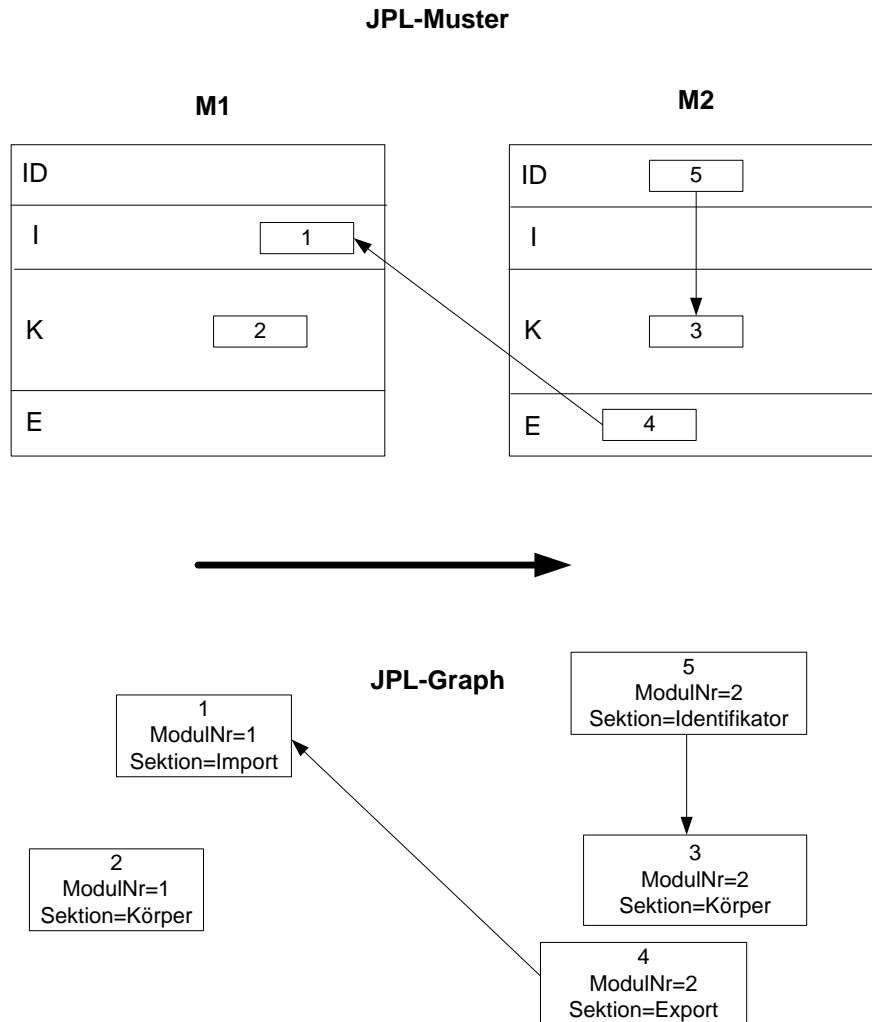 JPL-Muster
M1
M2
ID
I
1
K
2
E
ID
5
I
K
3
E
4
JPL-Graph
1
ModulNr=1
Sektion=Import
5
ModulNr=2
Sektion=Identifikator
2
ModulNr=1
Sektion=Körper
3
ModulNr=2
Sektion=Körper
4
ModulNr=2
Sektion=Export